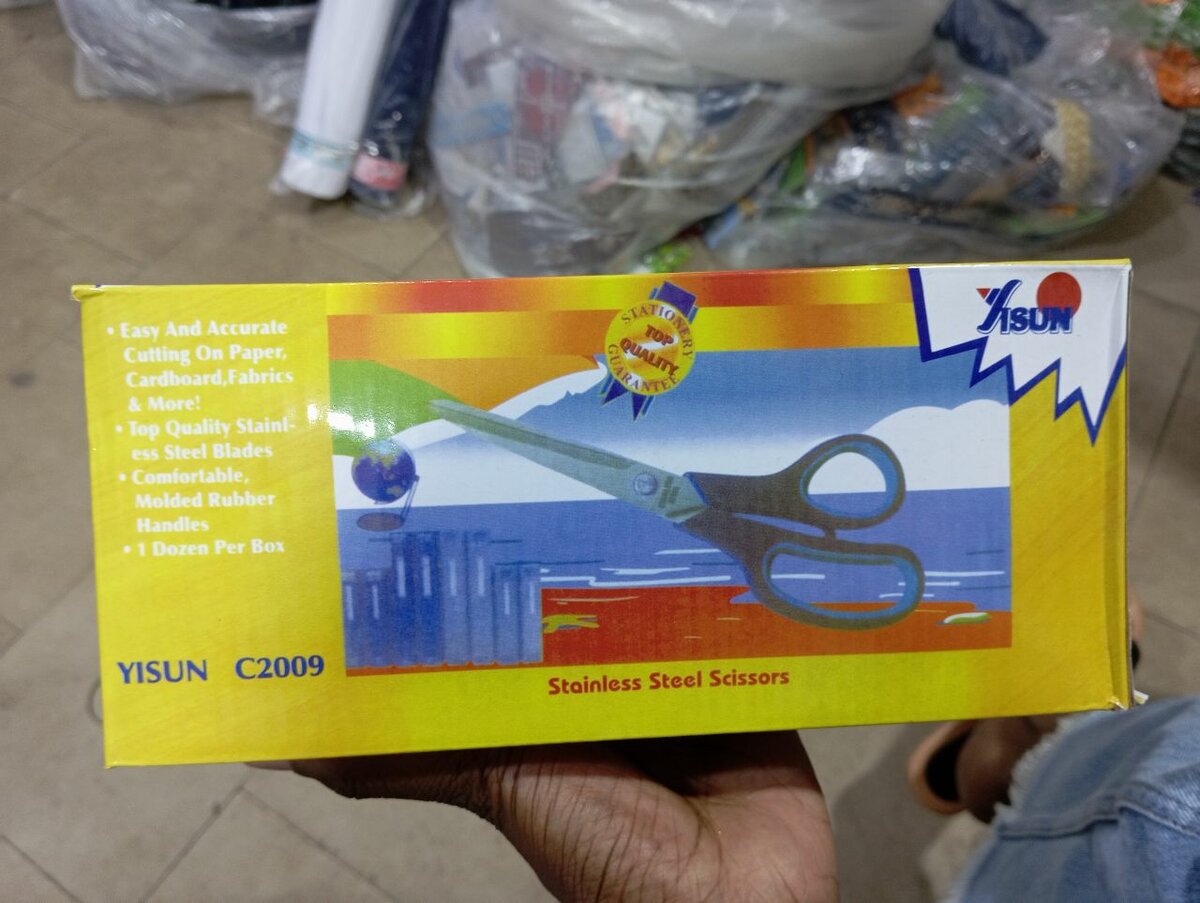 • Easy And Accurate
Cutting On Paper,
Cardboard,Fabrics
& More!
• Top Quality Stainl-
ess Steel Blades
• Comfortable,
Molded Rubber
Handles
• 1 Dozen Per Box
YISUN C2009
STATIONERY
TOP
QUALITY
GUARANTEE
YISUN
Stainless Steel Scissors